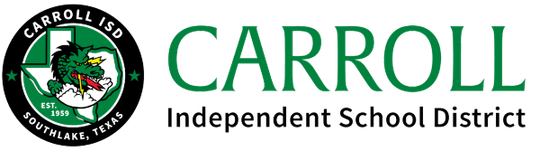 CARROLL ISD
EST.
1959
SOUTHLAKE, TEXAS
CARROLL
Independent School District